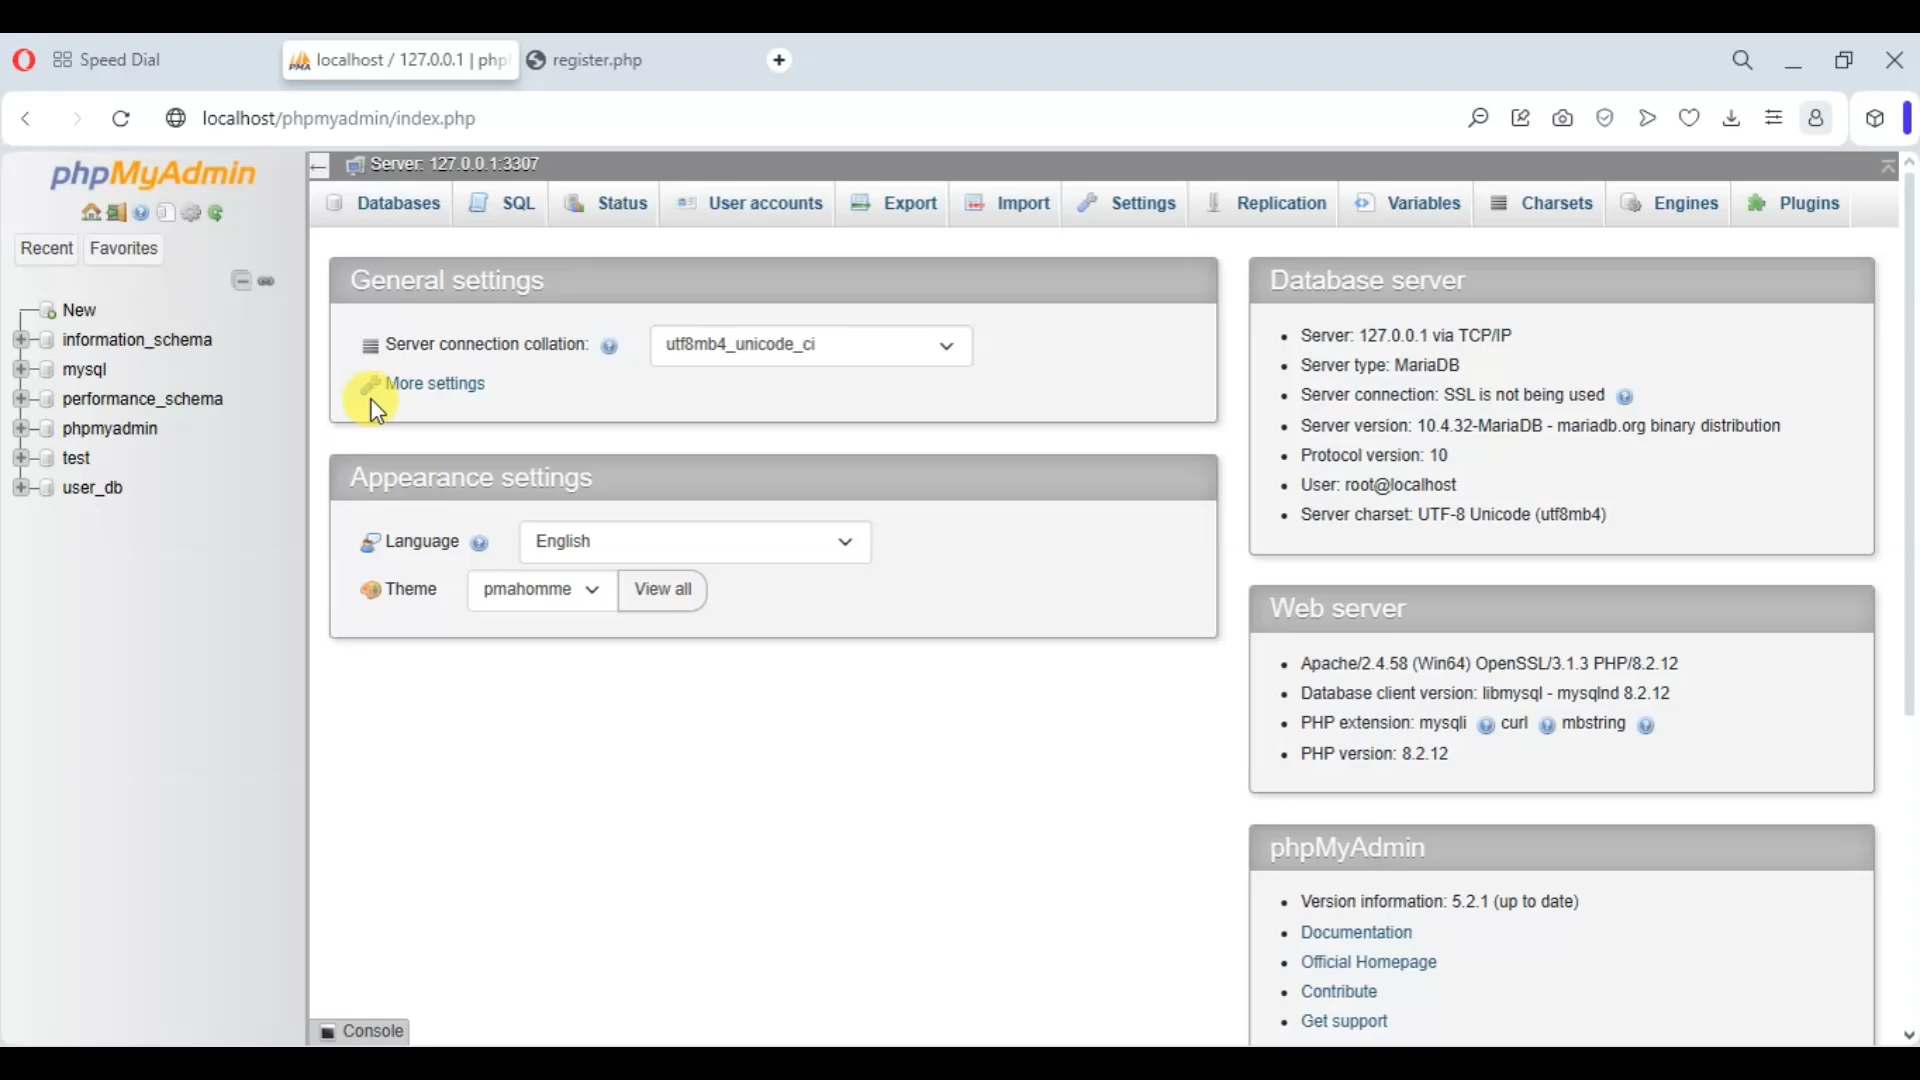 Speed Dial
localhost / 127.0.0.1 | php
register.php
localhost/phpmyadmin/index.php
phpMyAdmin
Recent
Favorites
New
information_schema
mysql
performance_schema
phpmyadmin
test
user_db
Server: 127.0.0.1:3307
Databases
SQL
Status
User accounts
Export
Import
Settings
Replication
Variables
Charsets
Engines
Plugins
General settings
Server connection collation:
utf8mb4_unicode_ci
More settings
Appearance settings
Language
English
Theme
pmahomme
View all
Database server
Server: 127.0.0.1 via TCP/IP
Server type: MariaDB
Server connection: SSL is not being used
Server version: 10.4.32-MariaDB - mariadb.org binary distribution
Protocol version: 10
User: root@localhost
Server charset: UTF-8 Unicode (utf8mb4)
Web server
Apache/2.4.58 (Win64) OpenSSL/3.1.3 PHP/8.2.12
Database client version: libmysql - mysqlnd 8.2.12
PHP extension: mysqli curl mbstring
PHP version: 8.2.12
phpMyAdmin
Version information: 5.2.1 (up to date)
Documentation
Official Homepage
Contribute
Get support
Console